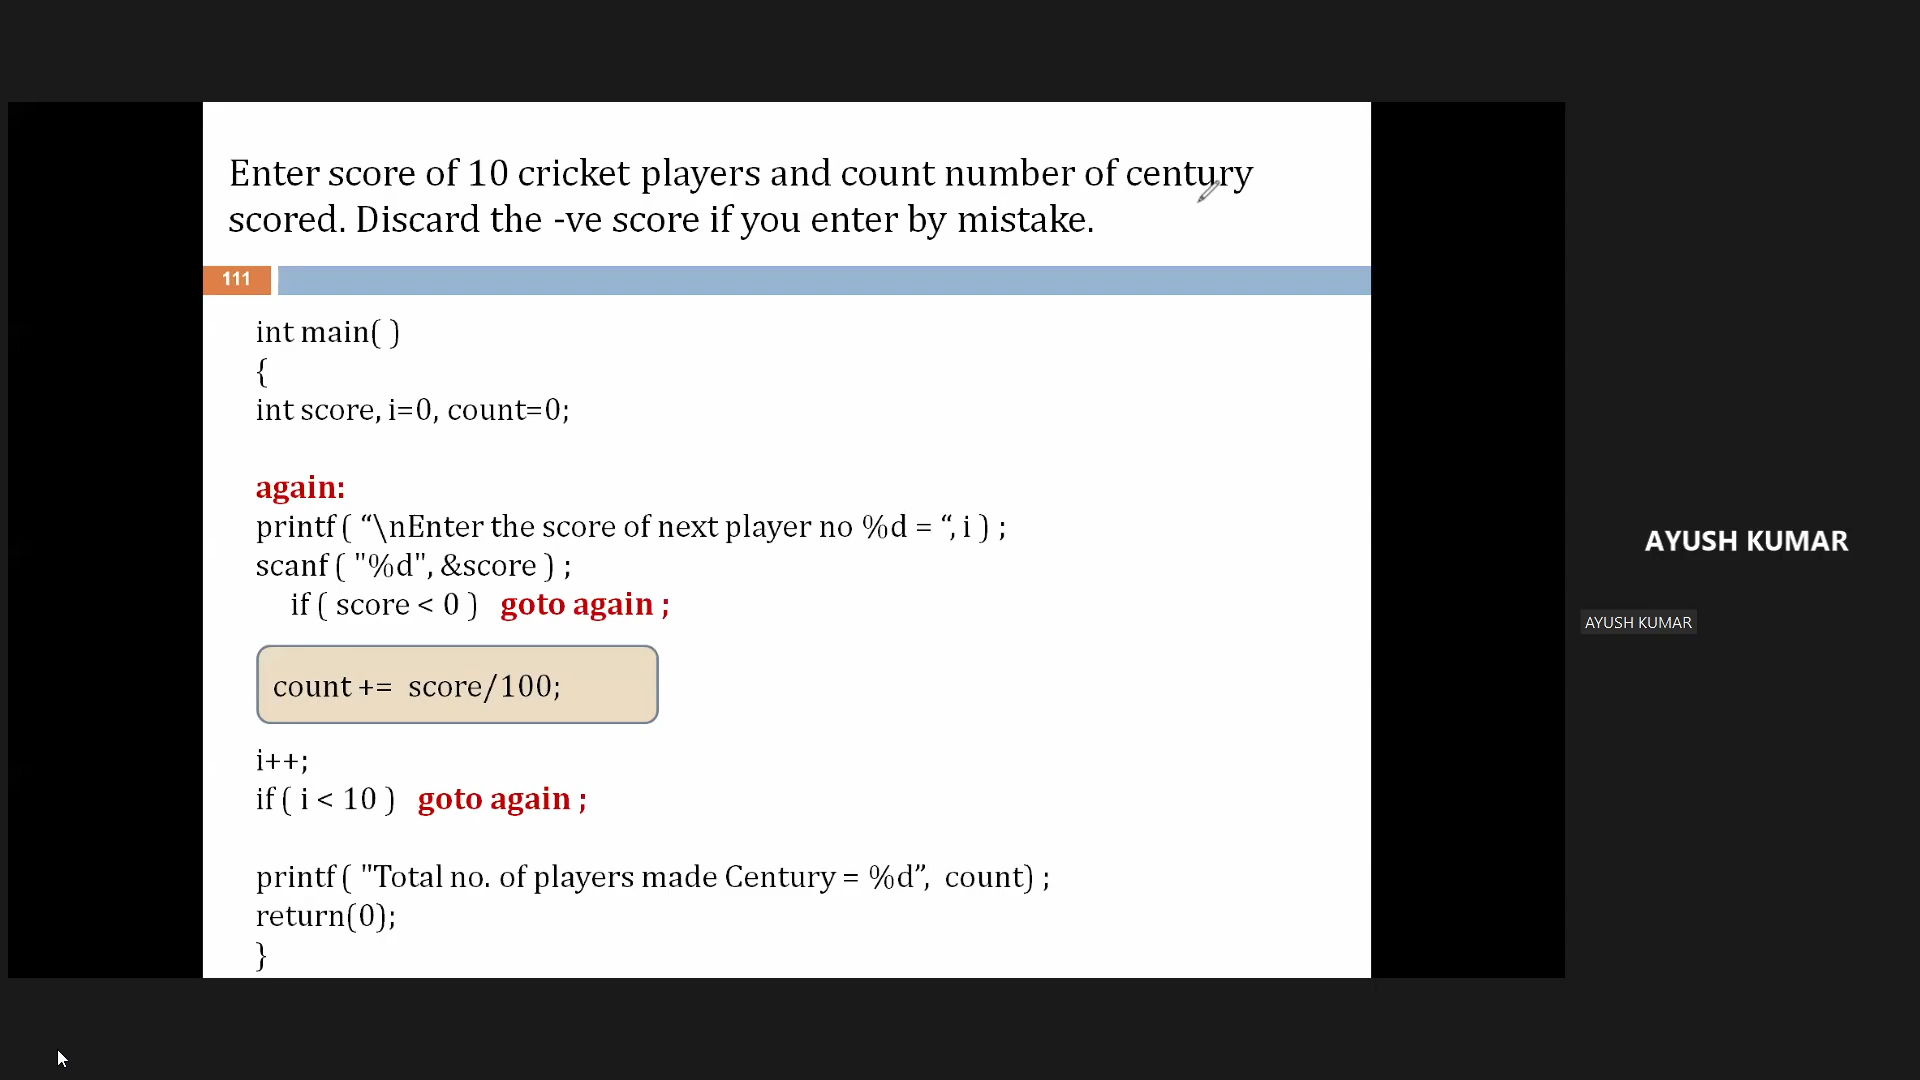 Enter score of 10 cricket players and count number of century
scored. Discard the -ve score if you enter by mistake.
111
int main( )
{
int score, i=0, count=0;
again:
printf ( “\nEnter the score of next player no %d = “, i ) ;
scanf ( "%d", &score ) ;
if ( score < 0 ) goto again ;
count += score/100;
i++;
if ( i < 10 ) goto again ;
printf ( "Total no. of players made Century = %d”, count) ;
return(0);
}
AYUSH KUMAR
AYUSH KUMAR